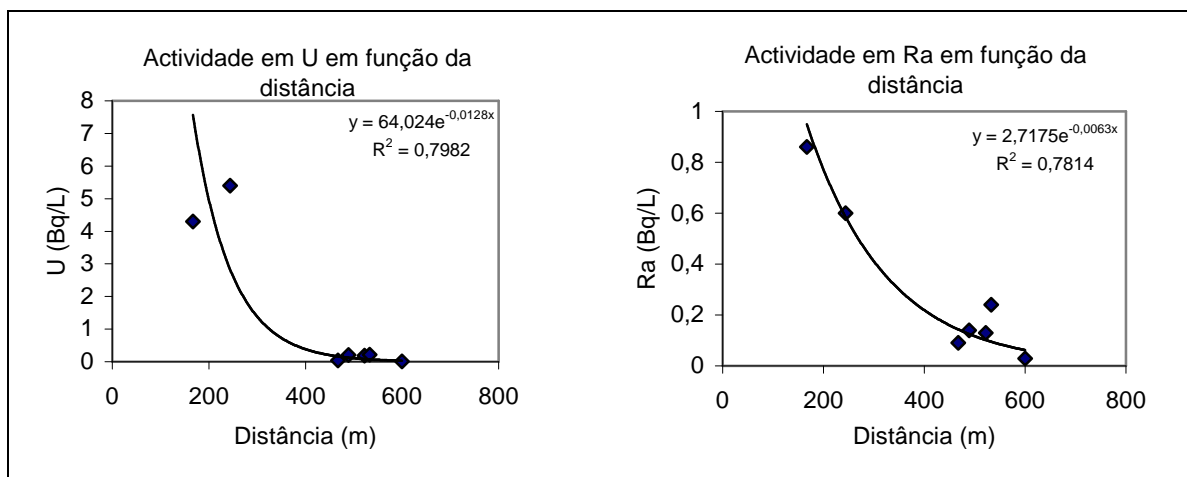 Actividade em U em função da
distância
y = 64,024e^-0,0128x
R² = 0,7982
8
7
6
5
4
3
2
1
0
U (Bq/L)
0 200 400 600 800
Distância (m)
Actividade em Ra em função da
distância
y = 2,7175e^-0,0063x
R² = 0,7814
1
0,8
0,6
0,4
0,2
0
Ra (Bq/L)
0 200 400 600 800
Distância (m)